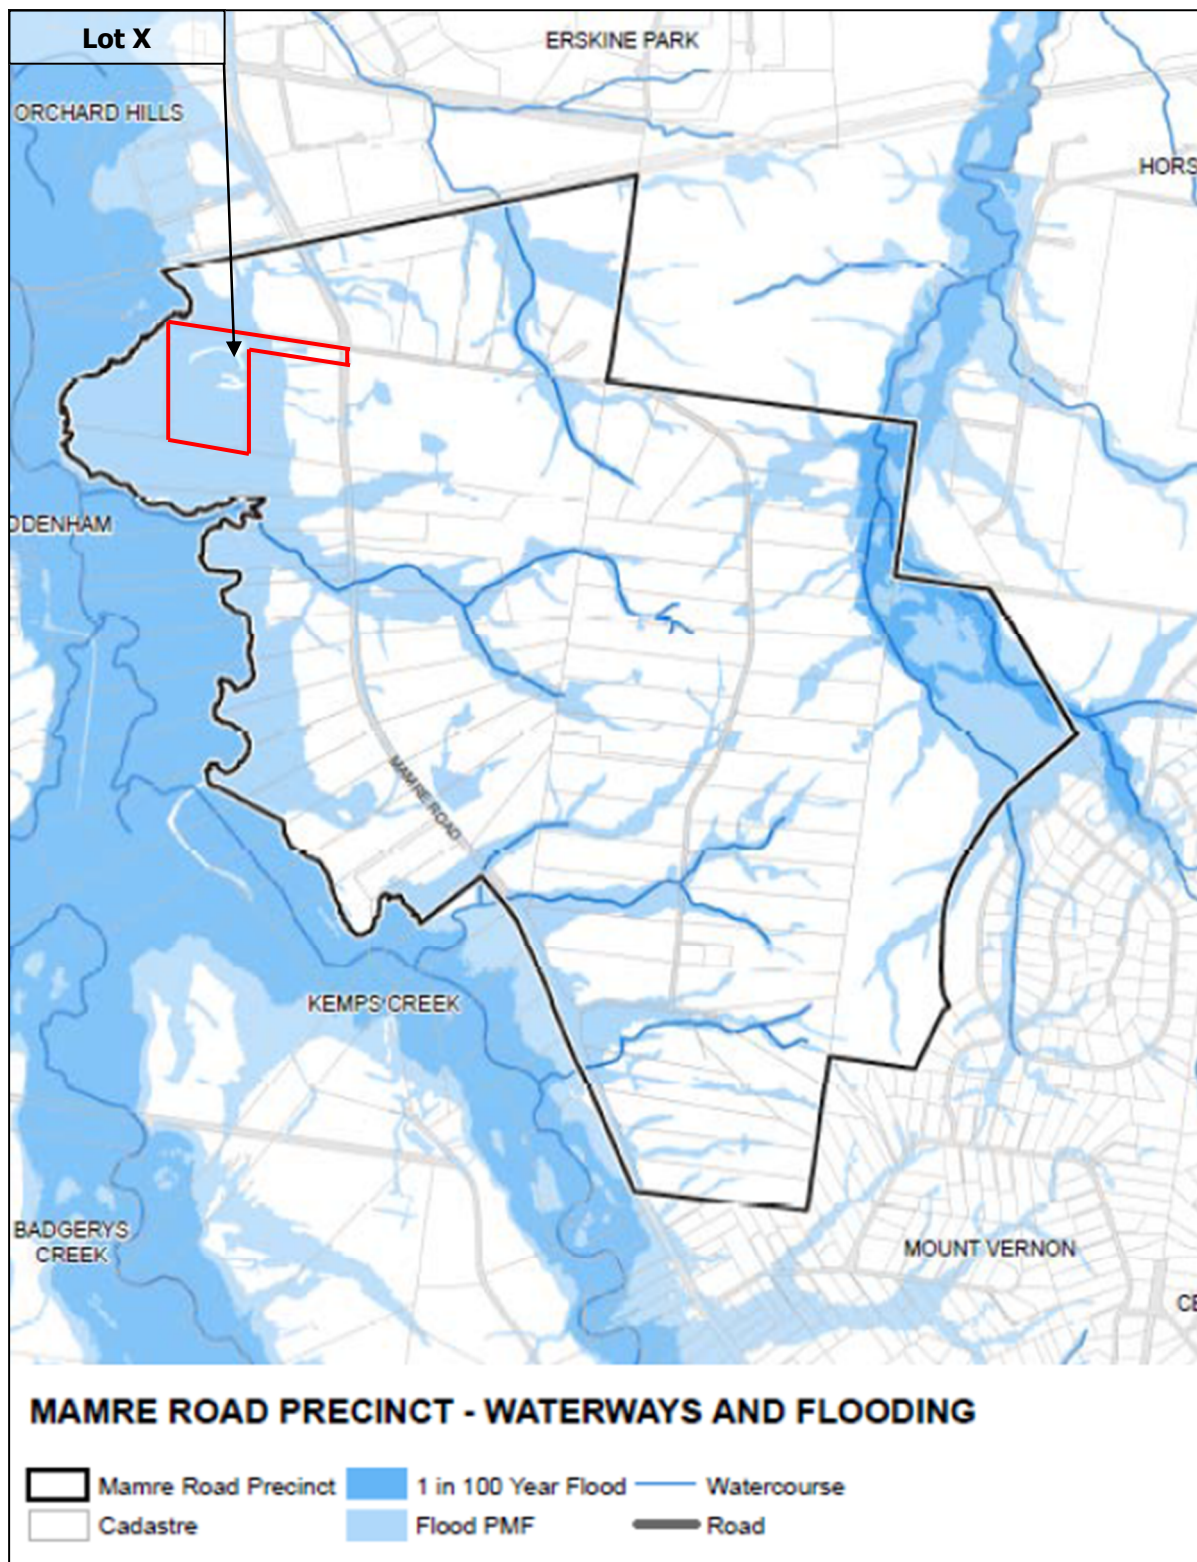 Lot X
ERSKINE PARK
ORCHARD HILLS
HORS
DDENHAM
MAMRE ROAD
KEMPS CREEK
BADGERYS
CREEK
MOUNT VERNON
CE
MAMRE ROAD PRECINCT - WATERWAYS AND FLOODING
Mamre Road Precinct
1 in 100 Year Flood
Watercourse
Cadastre
Flood PMF
Road